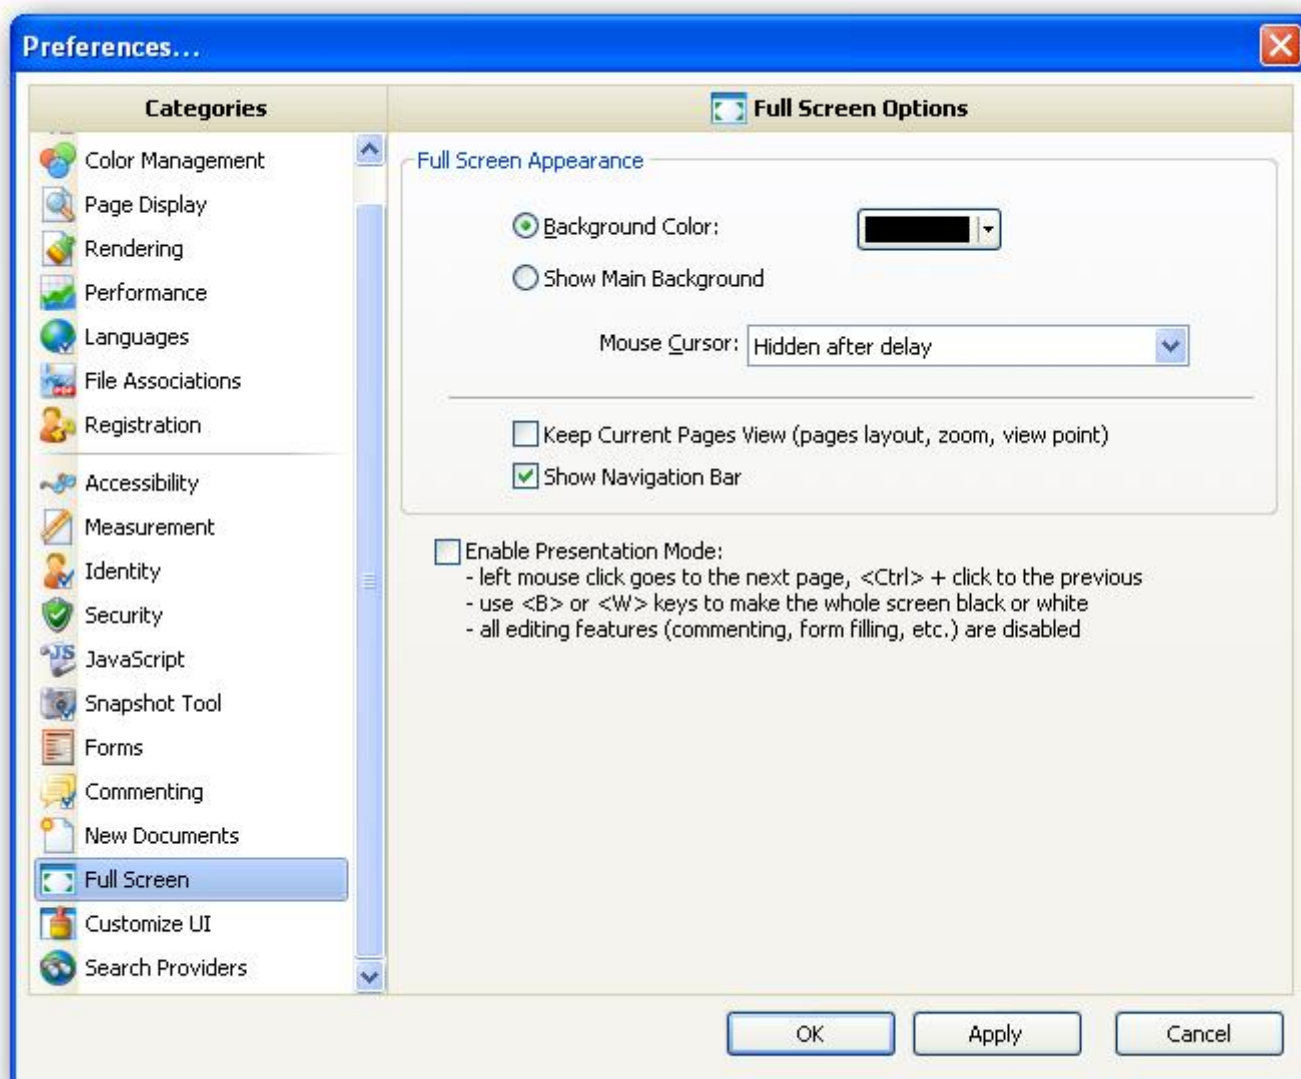 Preferences...
Categories
Color Management
Page Display
Rendering
Performance
Languages
File Associations
Registration
Accessibility
Measurement
Identity
Security
JavaScript
Snapshot Tool
Forms
Commenting
New Documents
Full Screen
Customize UI
Search Providers
Full Screen Options
Full Screen Appearance
Background Color:
Show Main Background
Mouse Cursor: Hidden after delay
Keep Current Pages View (pages layout, zoom, view point)
Show Navigation Bar
Enable Presentation Mode:
- left mouse click goes to the next page, <Ctrl> + click to the previous
- use <B> or <W> keys to make the whole screen black or white
- all editing features (commenting, form filling, etc.) are disabled
OK Apply Cancel